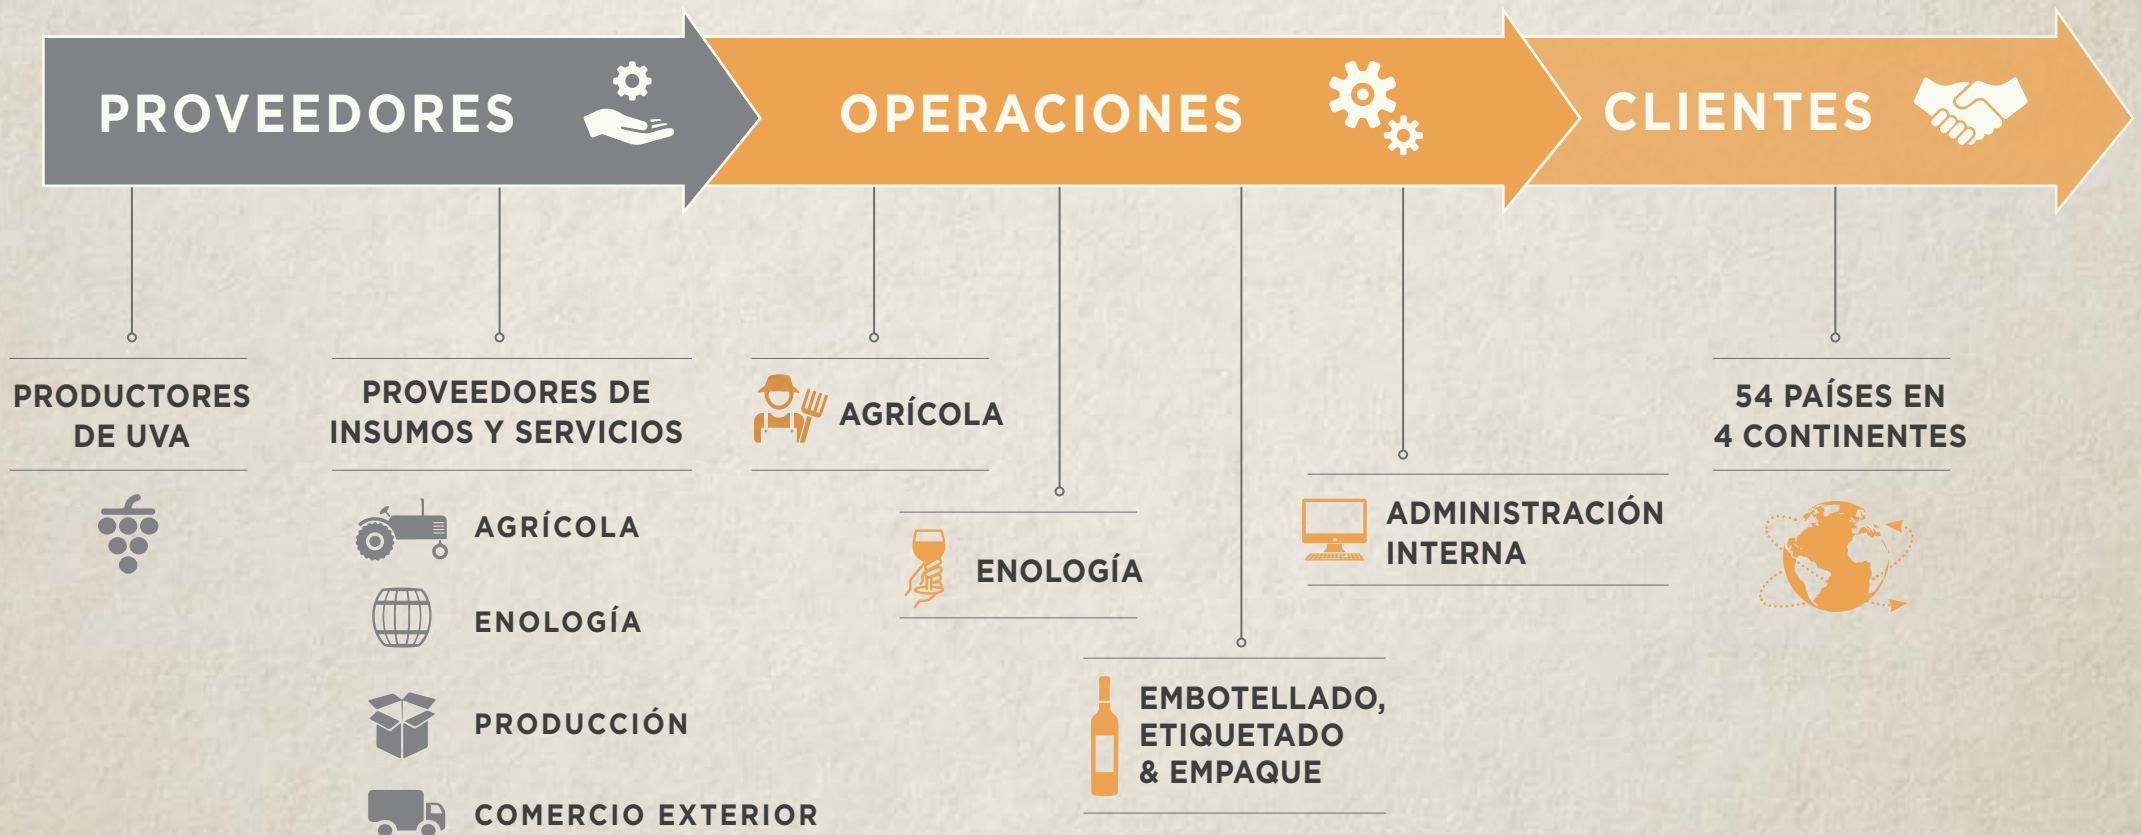 PROVEEDORES
OPERACIONES
CLIENTES
PRODUCTORES
DE UVA
PROVEEDORES DE
INSUMOS Y SERVICIOS
AGRÍCOLA
ENOLOGÍA
PRODUCCIÓN
COMERCIO EXTERIOR
AGRÍCOLA
ENOLOGÍA
EMBOTELLADO,
ETIQUETADO
& EMPAQUE
ADMINISTRACIÓN
INTERNA
54 PAÍSES EN
4 CONTINENTES